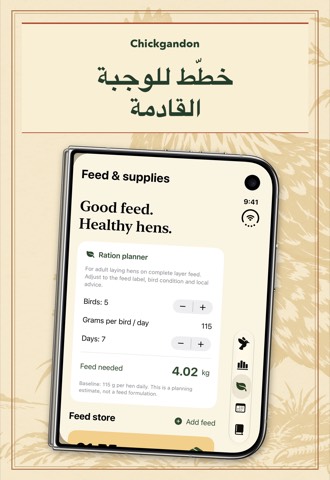 Chickgandon
خطّط للوجبة
القادمة
Feed & supplies
9:41
Good feed.
Healthy hens.
Ration planner
For adult laying hens on complete layer feed.
Adjust to the feed label, bird condition and local
advice.
Birds: 5
− +
Grams per bird / day 115
Days: 7
− +
Feed needed 4.02 kg
Baseline: 115 g per hen daily. This is a planning
estimate, not a feed formulation.
Feed store
Add feed